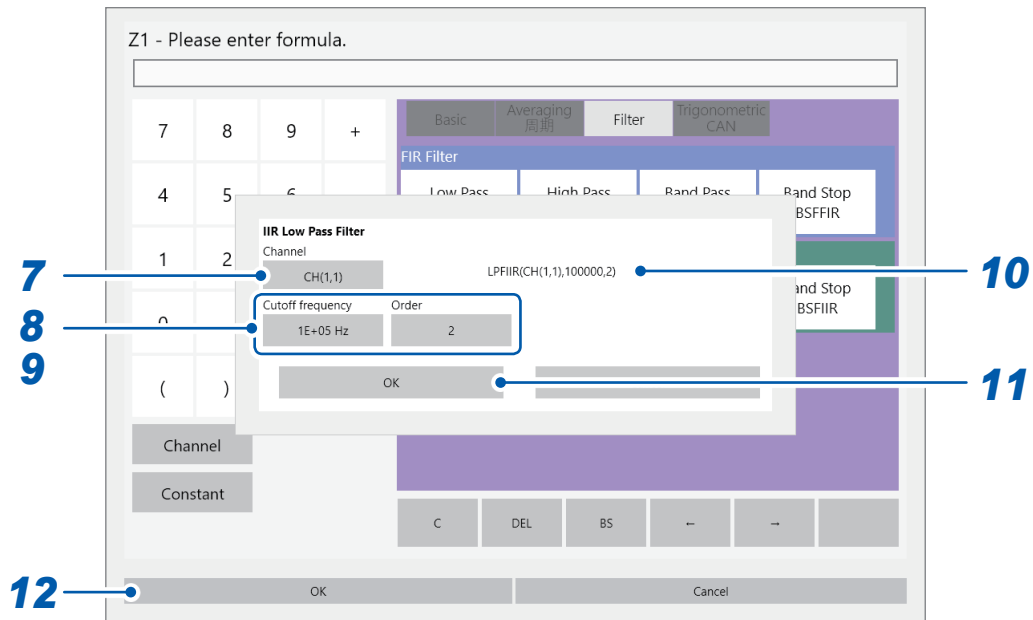 Z1 - Please enter formula.
7 8 9 +
Basic
Averaging
周期
Filter
Trigonometric
CAN
FIR Filter
4 5 6
Low Pass High Pass Band Pass Band Stop
BSFFIR
IIR Low Pass Filter
Channel
7
1 2
CH(1,1)
LPFIIR(CH(1,1),100000,2)
10
Band Stop
BSFIIR
8
9
0
Cutoff frequency Order
1E+05 Hz 2
( )
OK
11
Channel
Constant
C DEL BS ← →
12
OK Cancel